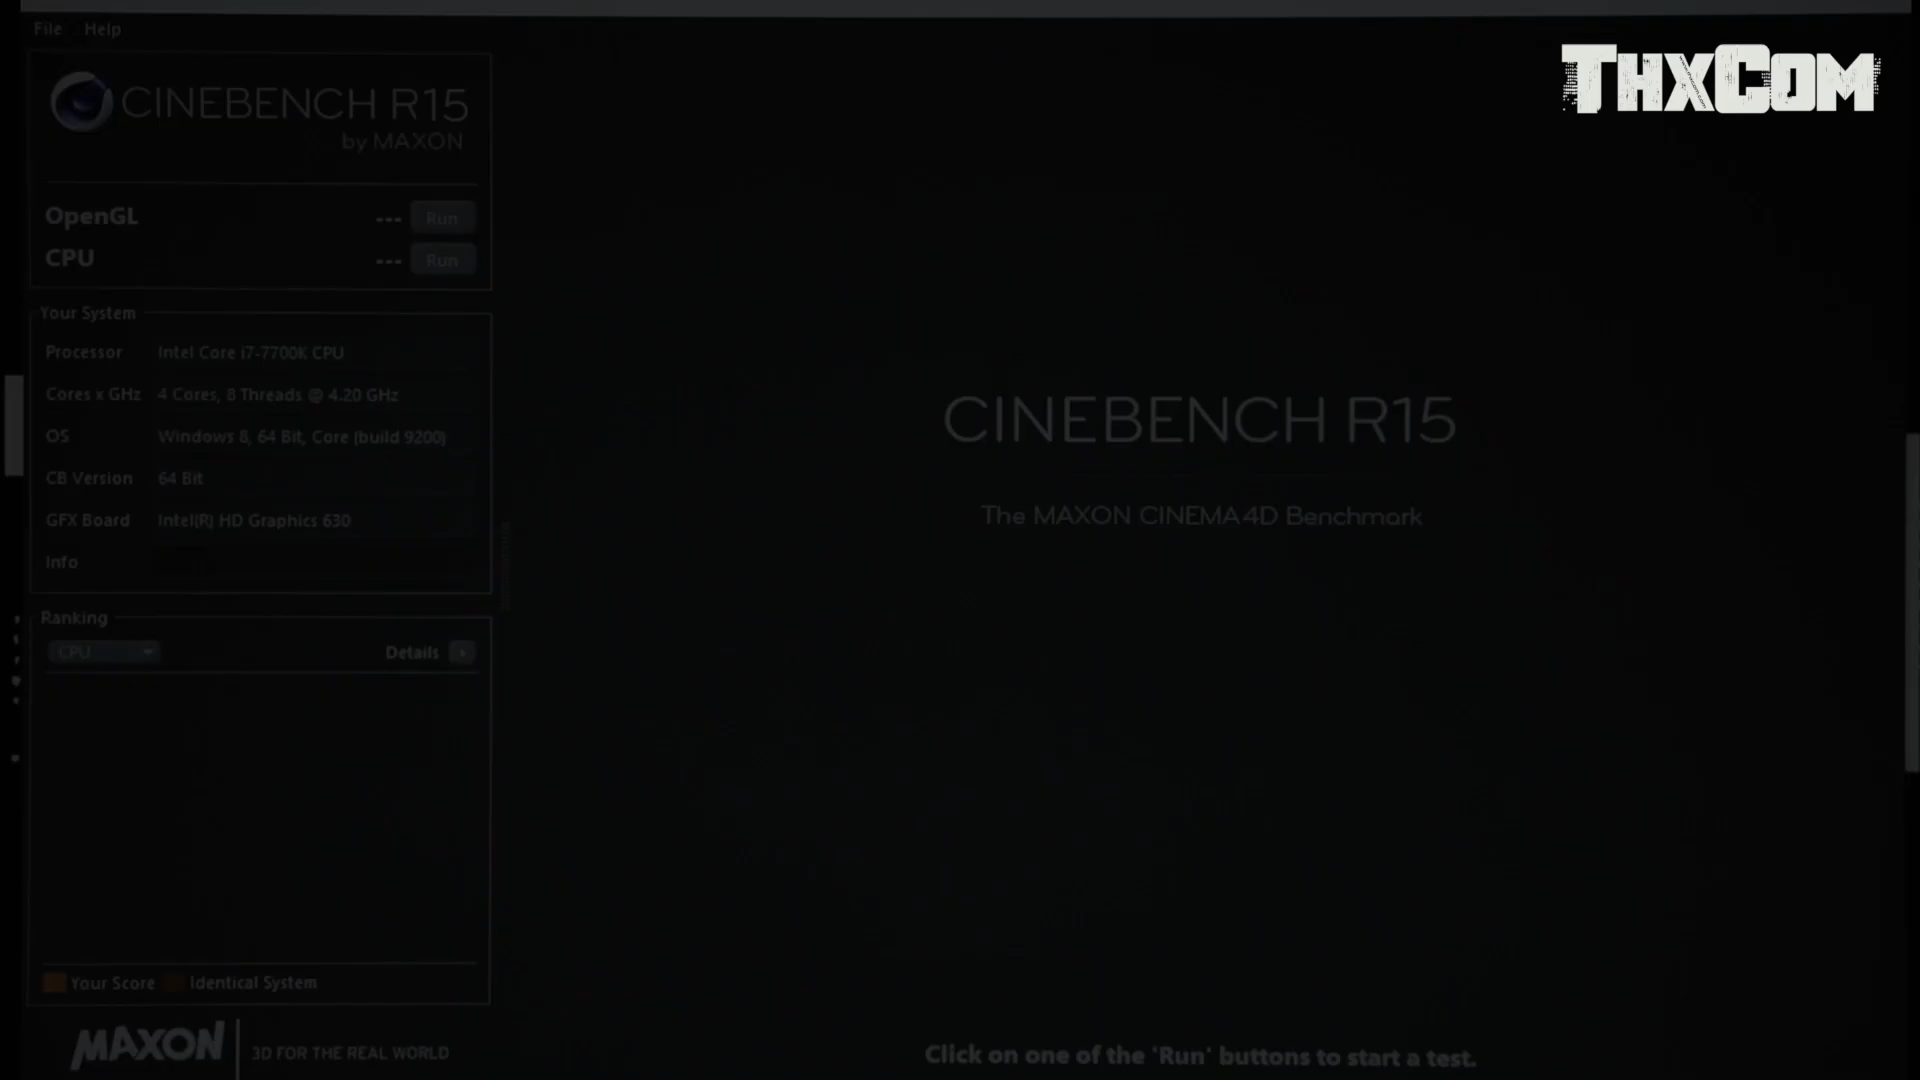 File Help
THXCOM
CINEBENCH R15
by MAXON
OpenGL --- Run
CPU --- Run
Your System
Processor Intel Core i7-7700K CPU
Cores x GHz 4 Cores, 8 Threads @ 4.20 GHz
OS Windows 8, 64 Bit, Core (build 9200)
CB Version 64 Bit
GFX Board Intel(R) HD Graphics 630
Info
Ranking
CPU Details
Your Score Identical System
MAXON 3D FOR THE REAL WORLD
CINEBENCH R15
The MAXON CINEMA 4D Benchmark
Click on one of the 'Run' buttons to start a test.